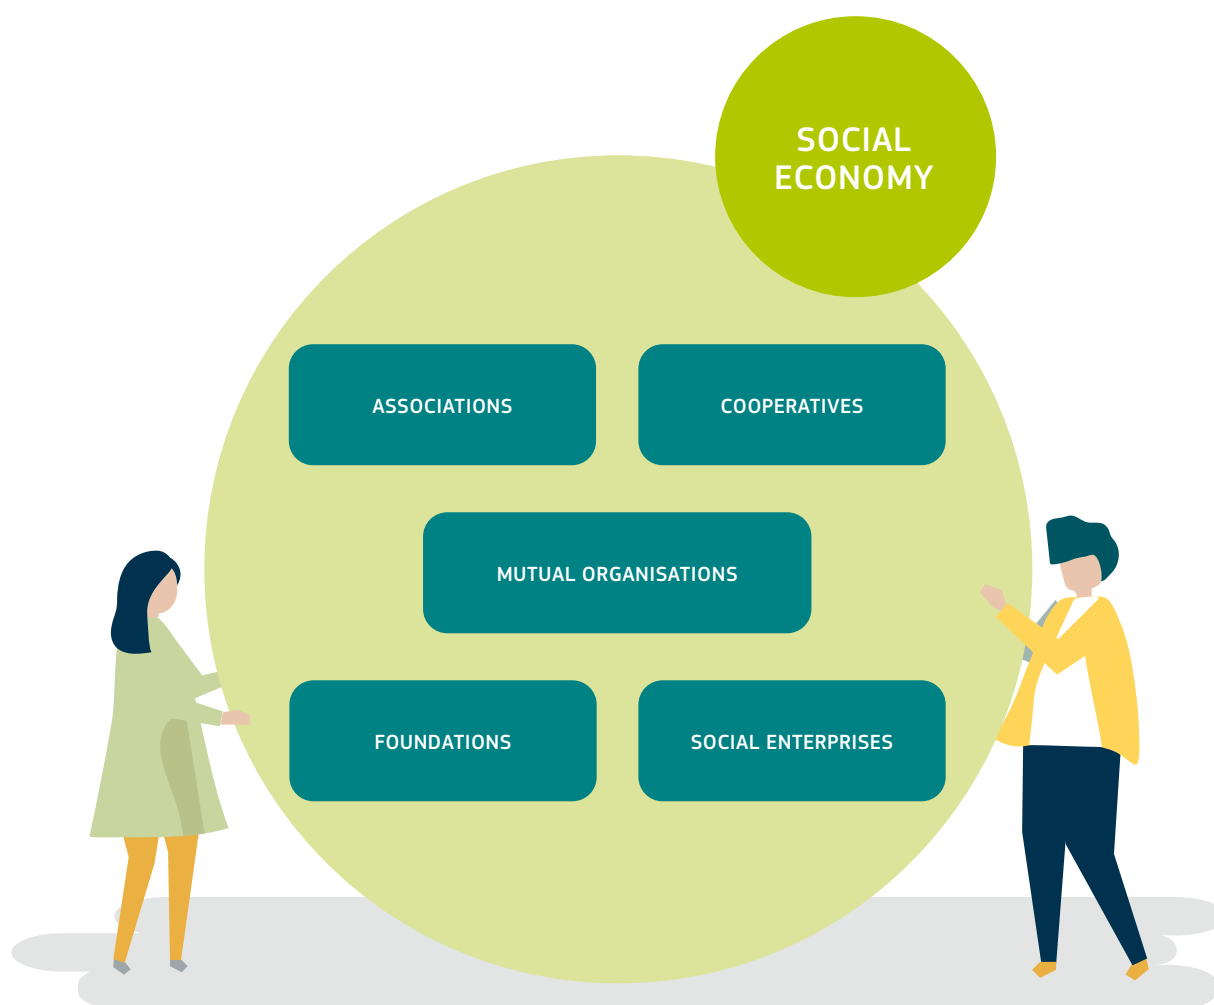 SOCIAL
ECONOMY
ASSOCIATIONS
COOPERATIVES
MUTUAL ORGANISATIONS
FOUNDATIONS
SOCIAL ENTERPRISES